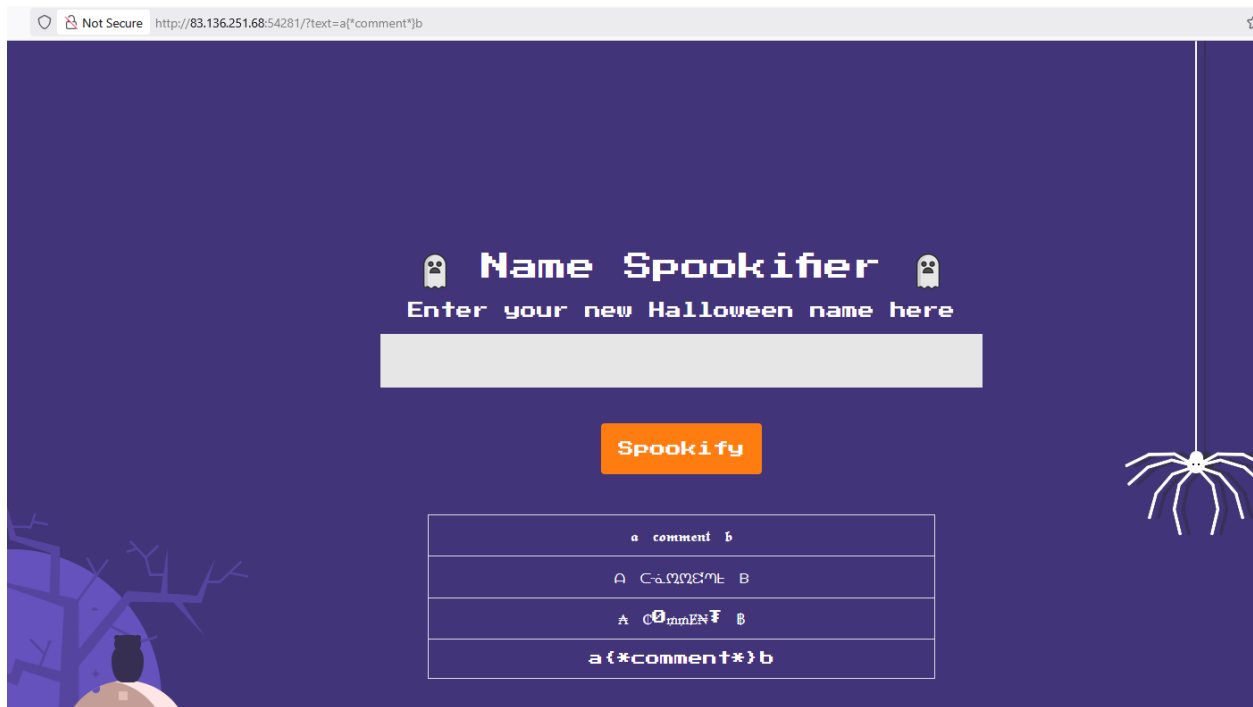 Not Secure http://83.136.251.68:54281/?text=a{*comment*}b
Name Spookifier
Enter your new Halloween name here
Spookify
𝖆 𝖈𝖔𝖒𝖒𝖊𝖓𝖙 𝖇
a{*comment*}b